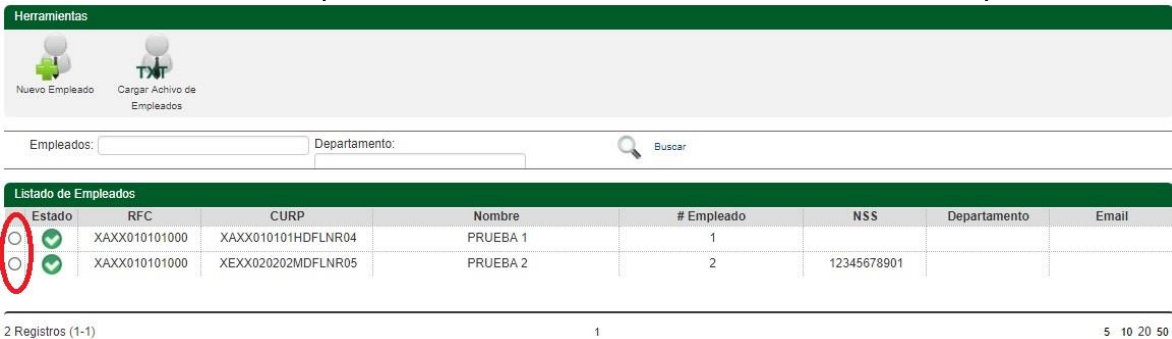 Herramientas
TXT
Nuevo Empleado Cargar Achivo de
Empleados
Empleados: Departamento: Buscar
Listado de Empleados
Estado RFC CURP Nombre # Empleado NSS Departamento Email
XAXX010101000 XAXX010101HDFLNR04 PRUEBA 1 1
XAXX010101000 XEXX020202MDFLNR05 PRUEBA 2 2 12345678901
2 Registros (1-1) 1 5 10 20 50